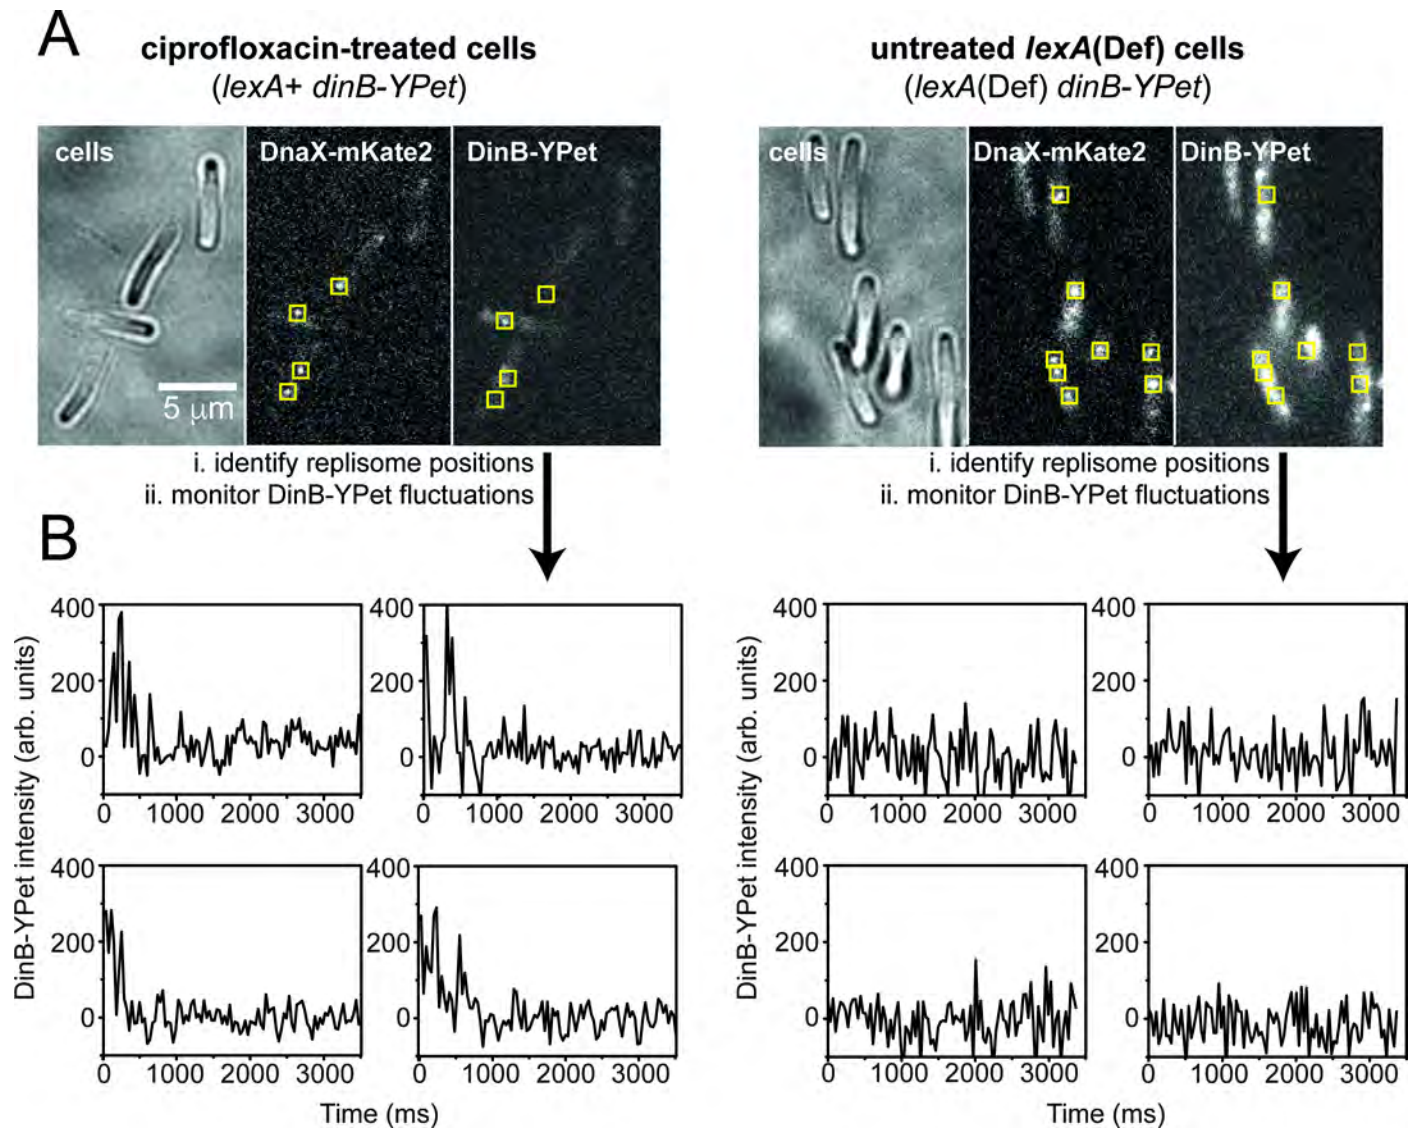 A
ciprofloxacin-treated cells
(lexA+ dinB-YPet)
untreated lexA(Def) cells
(lexA(Def) dinB-YPet)
cells
DnaX-mKate2
DinB-YPet
5 μm
cells
DnaX-mKate2
DinB-YPet
i. identify replisome positions
ii. monitor DinB-YPet fluctuations
i. identify replisome positions
ii. monitor DinB-YPet fluctuations
B
DinB-YPet intensity (arb. units)
400
200
0
0 1000 2000 3000
400
200
0
0 1000 2000 3000
400
200
0
0 1000 2000 3000
400
200
0
0 1000 2000 3000
Time (ms)
DinB-YPet intensity (arb. units)
400
200
0
0 1000 2000 3000
400
200
0
0 1000 2000 3000
400
200
0
0 1000 2000 3000
400
200
0
0 1000 2000 3000
Time (ms)